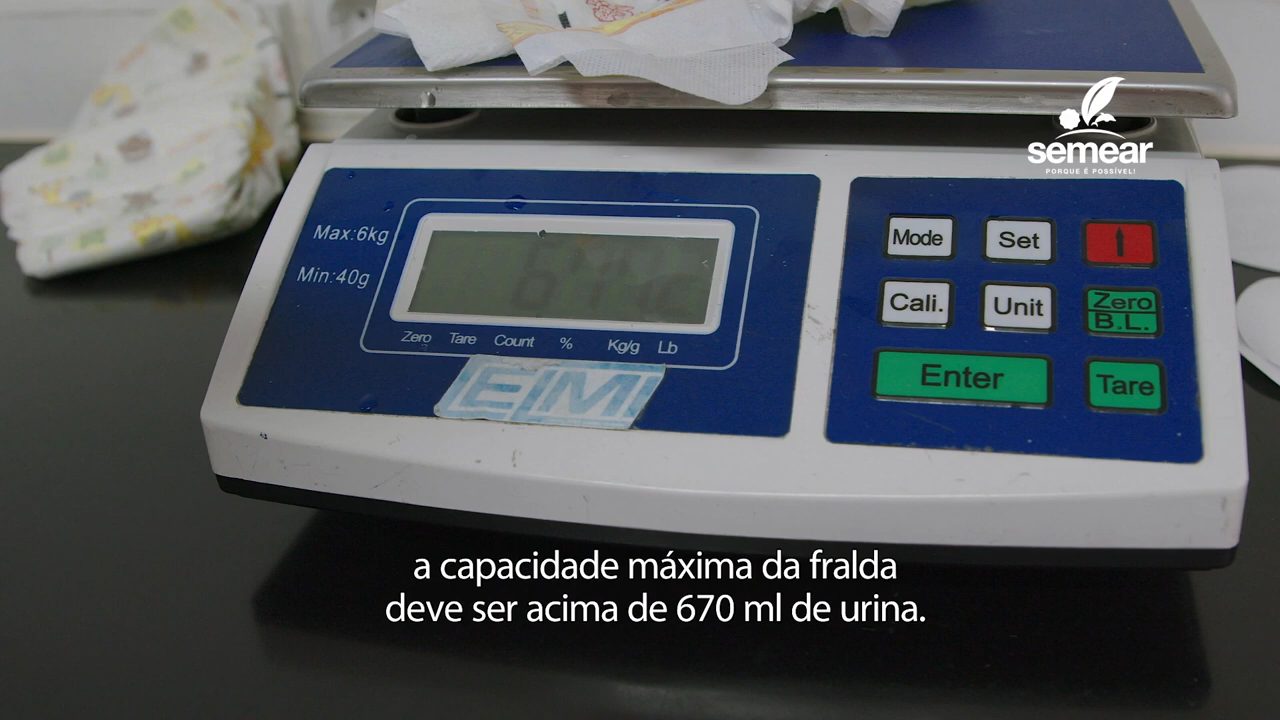 semear
PORQUE É POSSÍVEL!
Max:6kg
Min:40g
Zero Tare Count % Kg/g Lb
ELM
Mode Set
Cali. Unit Zero
B.L.
Enter Tare
a capacidade máxima da fralda
deve ser acima de 670 ml de urina.